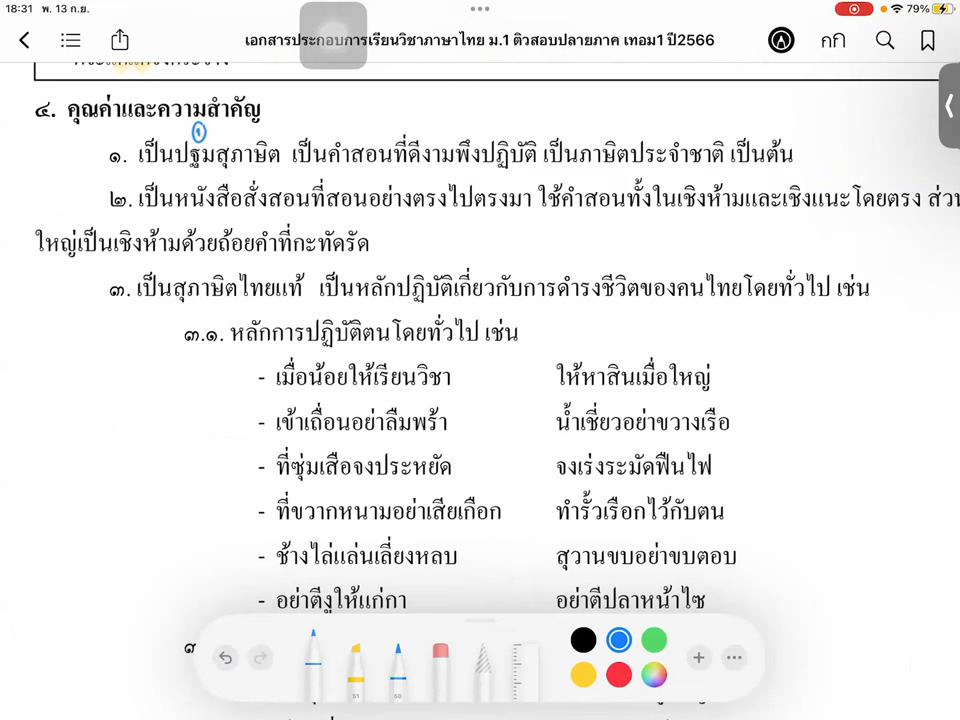 18:31 พ. 13 ก.ย.
79%
เอกสารประกอบการเรียนวิชาภาษาไทย ม.1 ติวสอบปลายภาค เทอม1 ปี2566
กก
๔. คุณค่าและความสำคัญ
๑
๑. เป็นปฐมสุภาษิต เป็นคำสอนที่ดีงามพึงปฏิบัติ เป็นภาษิตประจำชาติ เป็นต้น
๒. เป็นหนังสือสั่งสอนที่สอนอย่างตรงไปตรงมา ใช้คำสอนทั้งในเชิงห้ามและเชิงแนะโดยตรง ส่วน
ใหญ่เป็นเชิงห้ามด้วยถ้อยคำที่กะทัดรัด
๓. เป็นสุภาษิตไทยแท้ เป็นหลักปฏิบัติเกี่ยวกับการดำรงชีวิตของคนไทยโดยทั่วไป เช่น
๓.๑. หลักการปฏิบัติตนโดยทั่วไป เช่น
- เมื่อน้อยให้เรียนวิชา ให้หาสินเมื่อใหญ่
- เข้าเถื่อนอย่าลืมพร้า น้ำเชี่ยวอย่าขวางเรือ
- ที่ซุ่มเสือจงประหยัด จงเร่งระมัดฟืนไฟ
- ที่ขวากหนามอย่าเสียเกือก ทำรั้วเรือกไว้กับตน
- ช้างไล่แล่นเลี่ยงหลบ สุวานขบอย่าขบตอบ
- อย่าตีงูให้แก่กา อย่าตีปลาหน้าไซ
51
50